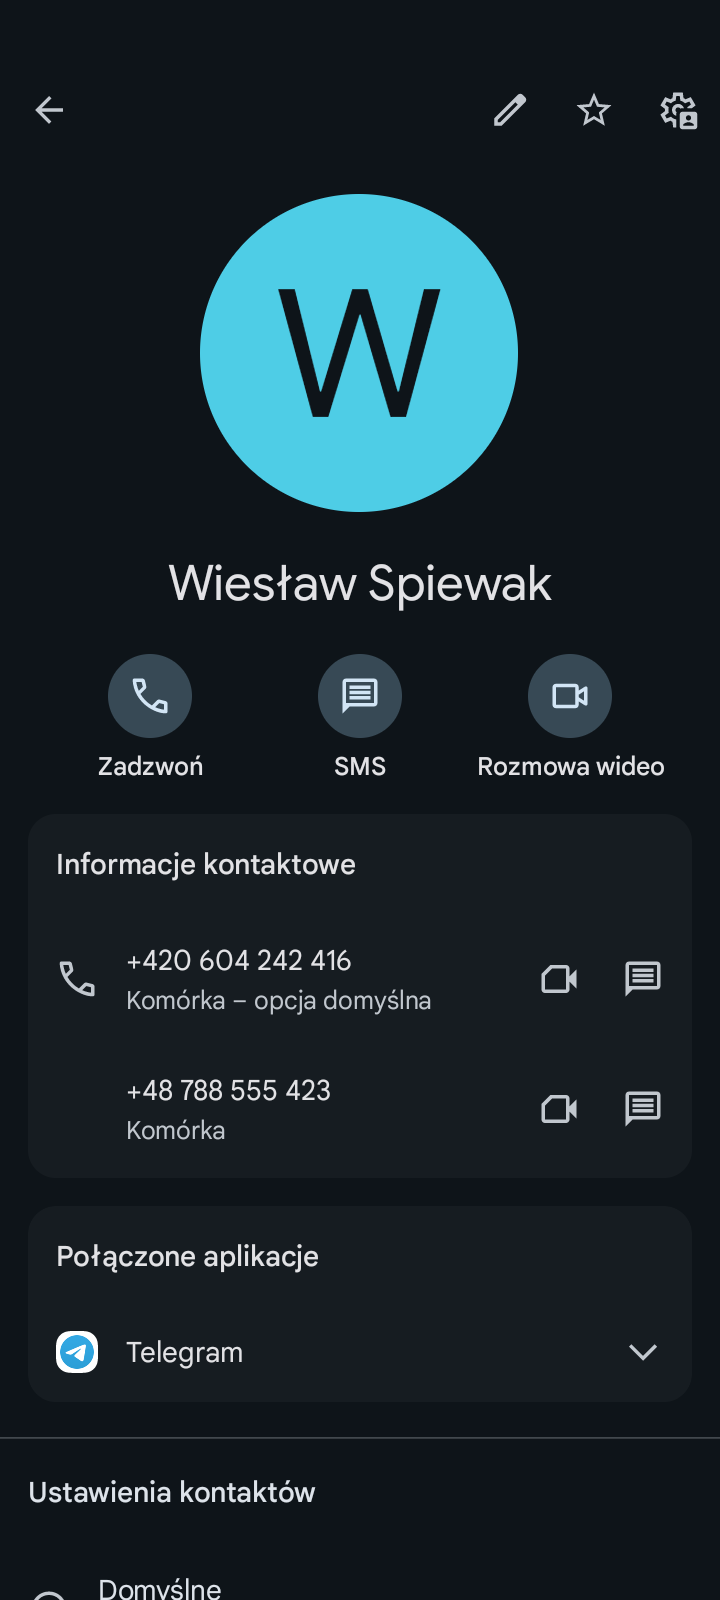 W
Wiesław Spiewak
Zadzwoń
SMS
Rozmowa wideo
Informacje kontaktowe
+420 604 242 416
Komórka – opcja domyślna
+48 788 555 423
Komórka
Połączone aplikacje
Telegram
Ustawienia kontaktów
Domyślne